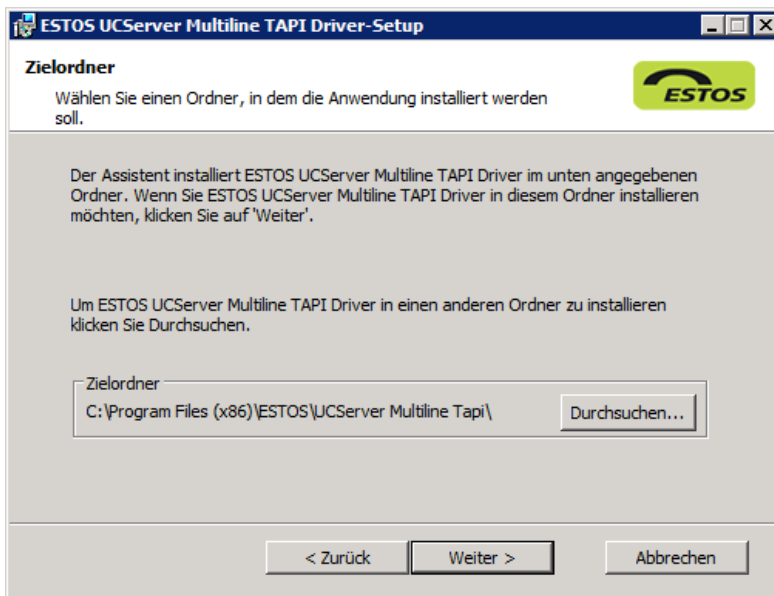 ESTOS UCServer Multiline TAPI Driver-Setup
Zielordner
Wählen Sie einen Ordner, in dem die Anwendung installiert werden
soll.
ESTOS
Der Assistent installiert ESTOS UCServer Multiline TAPI Driver im unten angegebenen
Ordner. Wenn Sie ESTOS UCServer Multiline TAPI Driver in diesem Ordner installieren
möchten, klicken Sie auf 'Weiter'.
Um ESTOS UCServer Multiline TAPI Driver in einen anderen Ordner zu installieren
klicken Sie Durchsuchen.
Zielordner
C:\Program Files (x86)\ESTOS\UCServer Multiline Tapi\
Durchsuchen...
< Zurück
Weiter >
Abbrechen